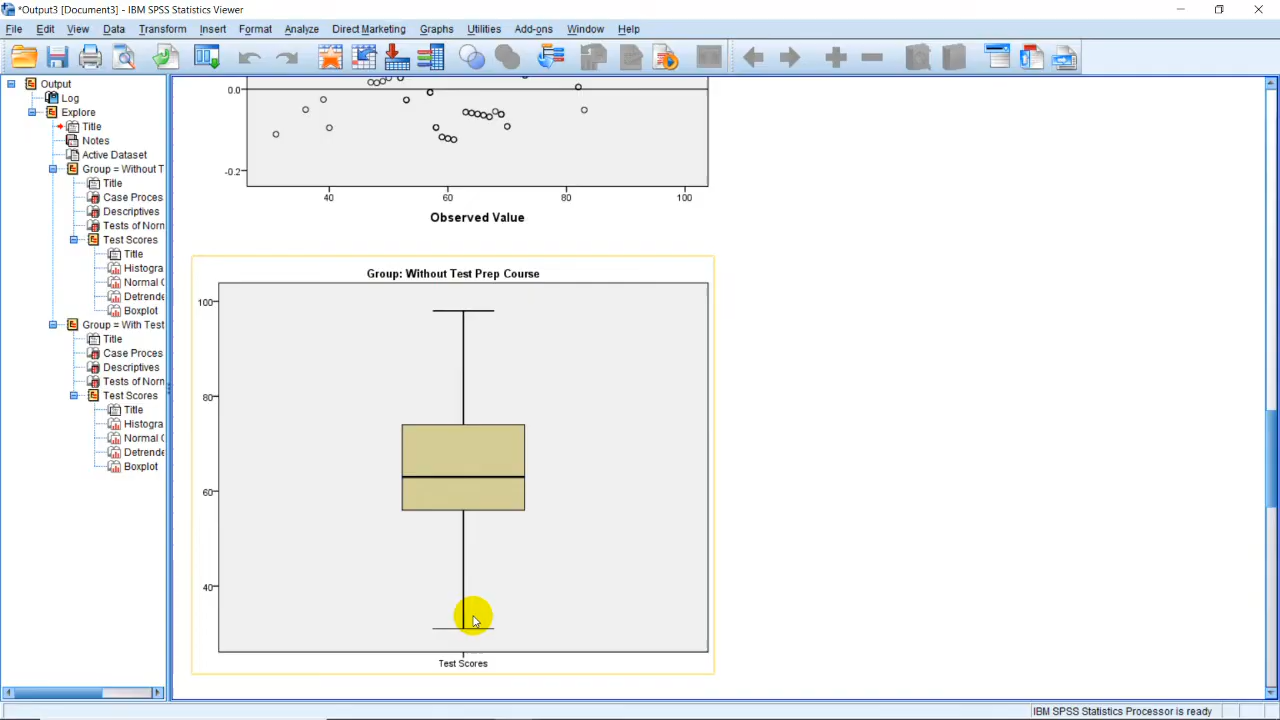 *Output3 [Document3] - IBM SPSS Statistics Viewer
File Edit View Data Transform Insert Format Analyze Direct Marketing Graphs Utilities Add-ons Window Help
Output
Log
Explore
Title
Notes
Active Dataset
Group = Without T
Title
Case Proces
Descriptives
Tests of Norn
Test Scores
Title
Histogra
Normal
Detrende
Boxplot
Group = With Test
Title
Case Proces
Descriptives
Tests of Norn
Test Scores
Title
Histogra
Normal
Detrende
Boxplot
0.0
-0.2
40 60 80 100
Observed Value
Group: Without Test Prep Course
100
80
60
40
Test Scores
IBM SPSS Statistics Processor is ready